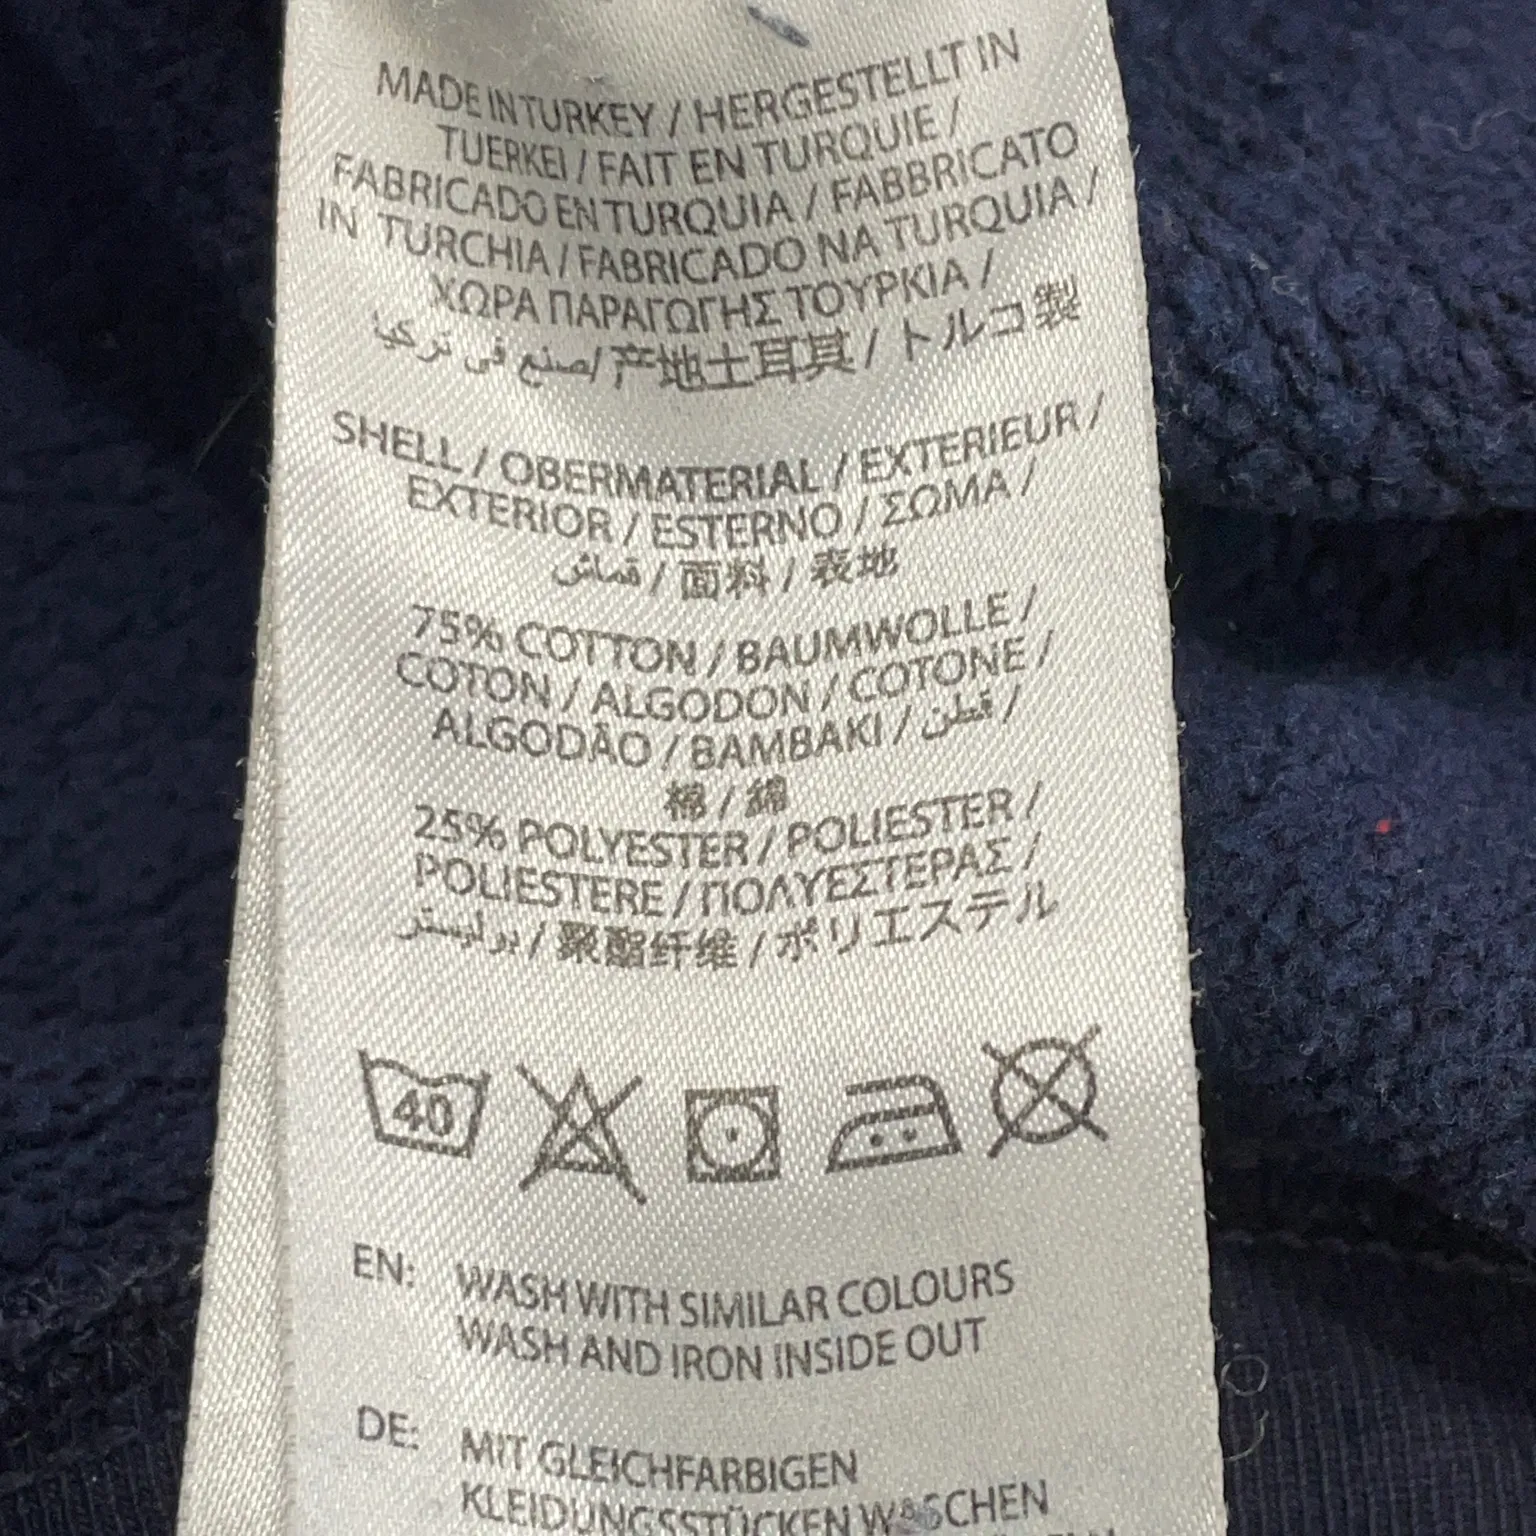 MADE IN TURKEY / HERGESTELLT IN
TUERKEI / FAIT EN TURQUIE /
FABRICADO EN TURQUIA / FABBRICATO
IN TURCHIA / FABRICADO NA TURQUIA /
ΧΩΡΑ ΠΑΡΑΓΩΓΗΣ ΤΟΥΡΚΙΑ /
صنع في تركيا / 产地土耳其 / トルコ製
SHELL / OBERMATERIAL / EXTERIEUR /
EXTERIOR / ESTERNO / ΣΩΜΑ /
قماش / 面料 / 表地
75% COTTON / BAUMWOLLE /
COTON / ALGODON / COTONE /
ALGODÃO / BAMBAKI / قطن /
棉 / 綿
25% POLYESTER / POLIESTER /
POLIESTERE / ΠΟΛΥΕΣΤΕΡΑΣ /
بوليستر / 聚酯纤维 / ポリエステル
40
EN: WASH WITH SIMILAR COLOURS
WASH AND IRON INSIDE OUT
DE: MIT GLEICHFARBIGEN
KLEIDUNGSSTÜCKEN WASCHEN